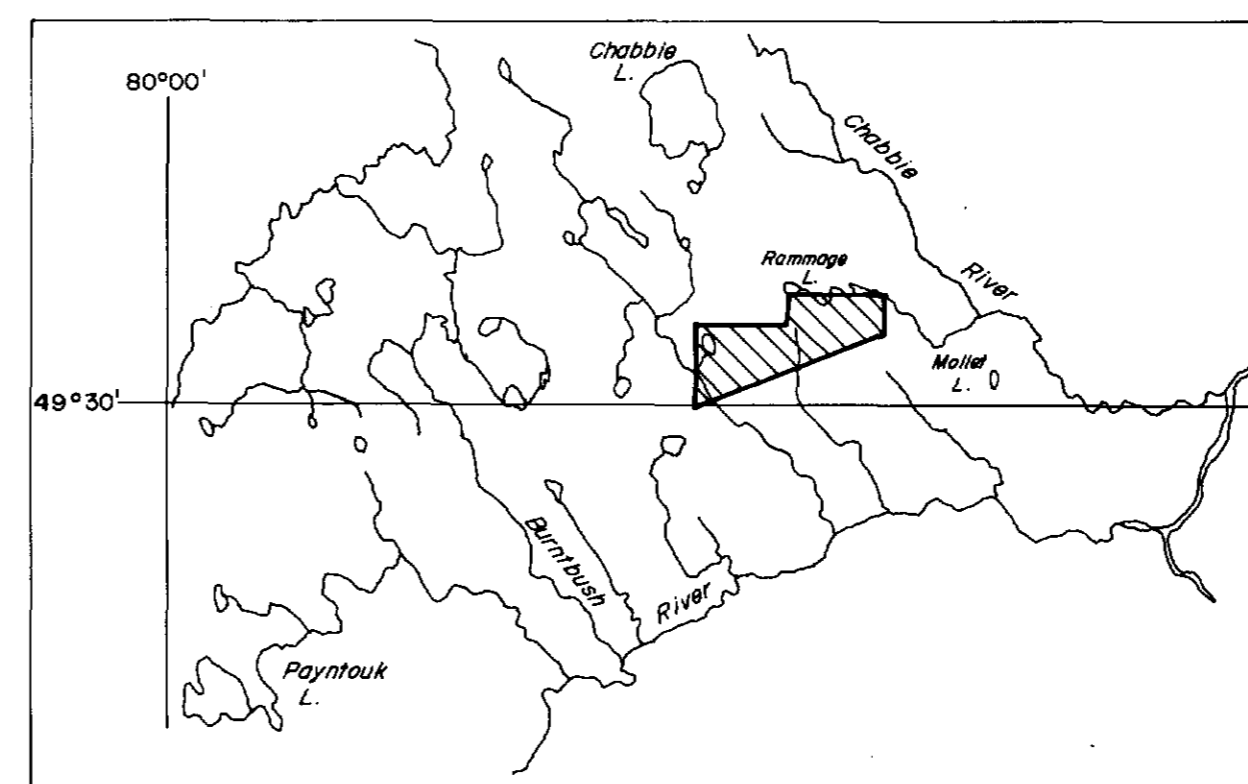 80°00'
Chabbie
L.
Chabbie
River
Rammage
L.
Mollet
L.
49°30'
Burntbush
River
Payntouk
L.